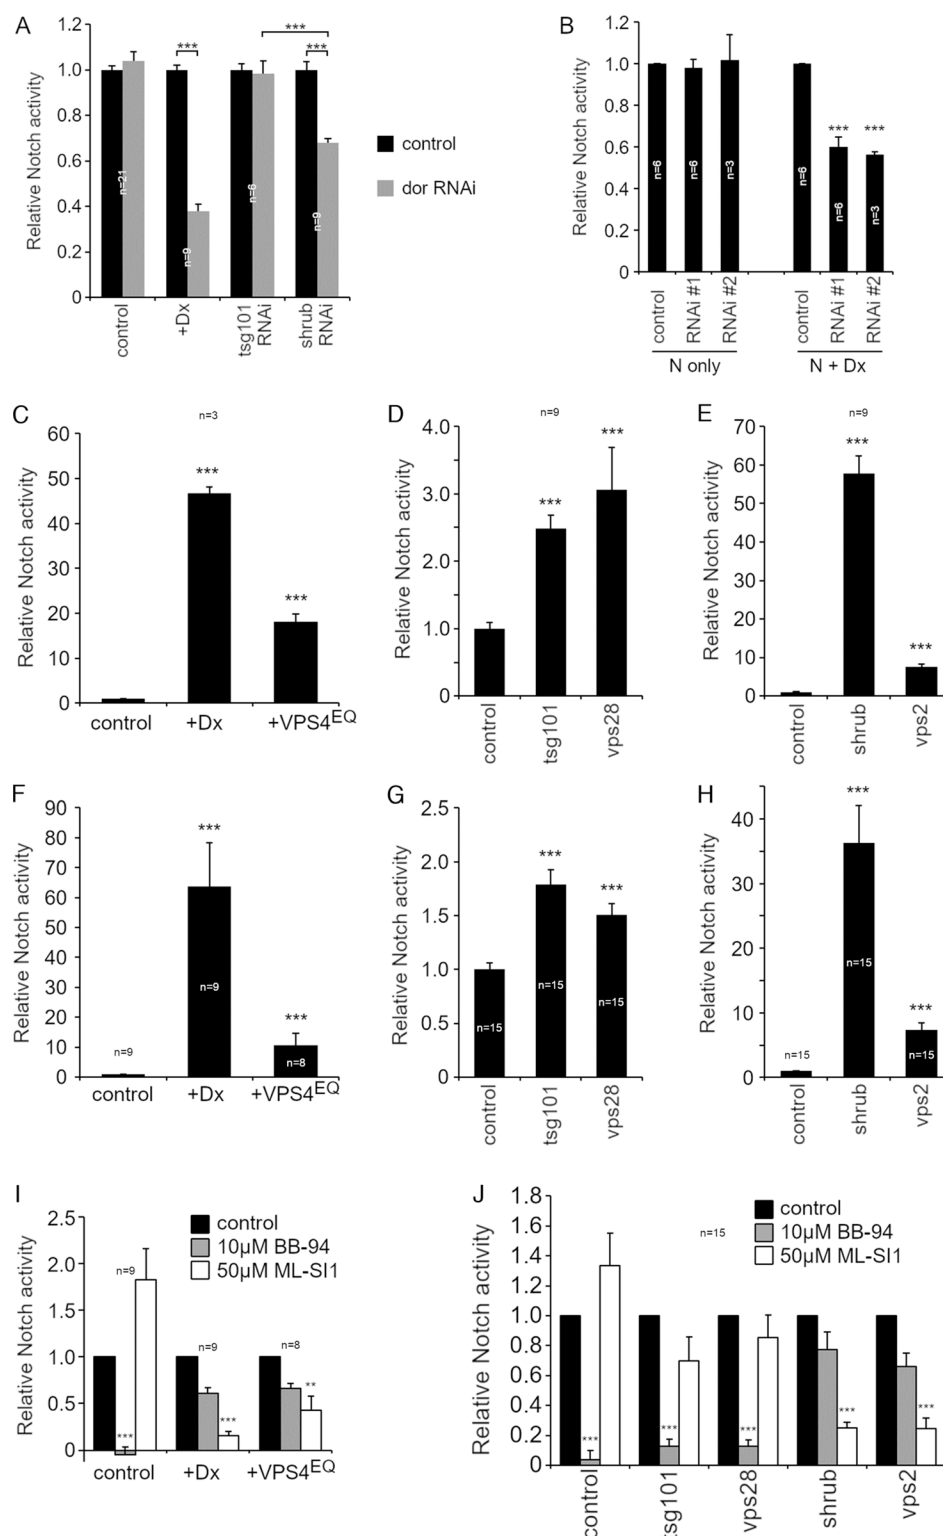 A
Relative Notch activity
1.2
1.0
0.8
0.6
0.4
0.2
0
***
***
***
n=21
n=9
n=6
n=9
control
+Dx
tsg101
RNAi
shrub
RNAi
control
dor RNAi
B
Relative Notch activity
1.2
1.0
0.8
0.6
0.4
0.2
0
***
***
n=6
n=6
n=3
n=6
n=6
n=3
control
RNAi #1
RNAi #2
control
RNAi #1
RNAi #2
N only
N + Dx
C
n=3
Relative Notch activity
60
50
40
30
20
10
0
***
***
control
+Dx
+VPS4EQ
D
n=9
Relative Notch activity
4.0
3.0
2.0
1.0
0
***
***
control
tsg101
vps28
E
n=9
Relative Notch activity
70
60
50
40
30
20
10
0
***
***
control
shrub
vps2
F
Relative Notch activity
90
80
70
60
50
40
30
20
10
0
***
***
n=9
n=9
n=8
control
+Dx
+VPS4EQ
G
Relative Notch activity
2.5
2.0
1.5
1.0
0.5
0
***
***
n=15
n=15
n=15
control
tsg101
vps28
H
Relative Notch activity
40
30
20
10
0
***
***
n=15
n=15
n=15
control
shrub
vps2
I
Relative Notch activity
2.5
2.0
1.5
1.0
0.5
0
control
10µM BB-94
50µM ML-SI1
n=9
n=9
n=8
***
***
**
control
+Dx
+VPS4EQ
J
Relative Notch activity
1.8
1.6
1.4
1.2
1.0
0.8
0.6
0.4
0.2
0
control
10µM BB-94
50µM ML-SI1
n=15
***
***
***
***
***
control
tsg101
vps28
shrub
vps2